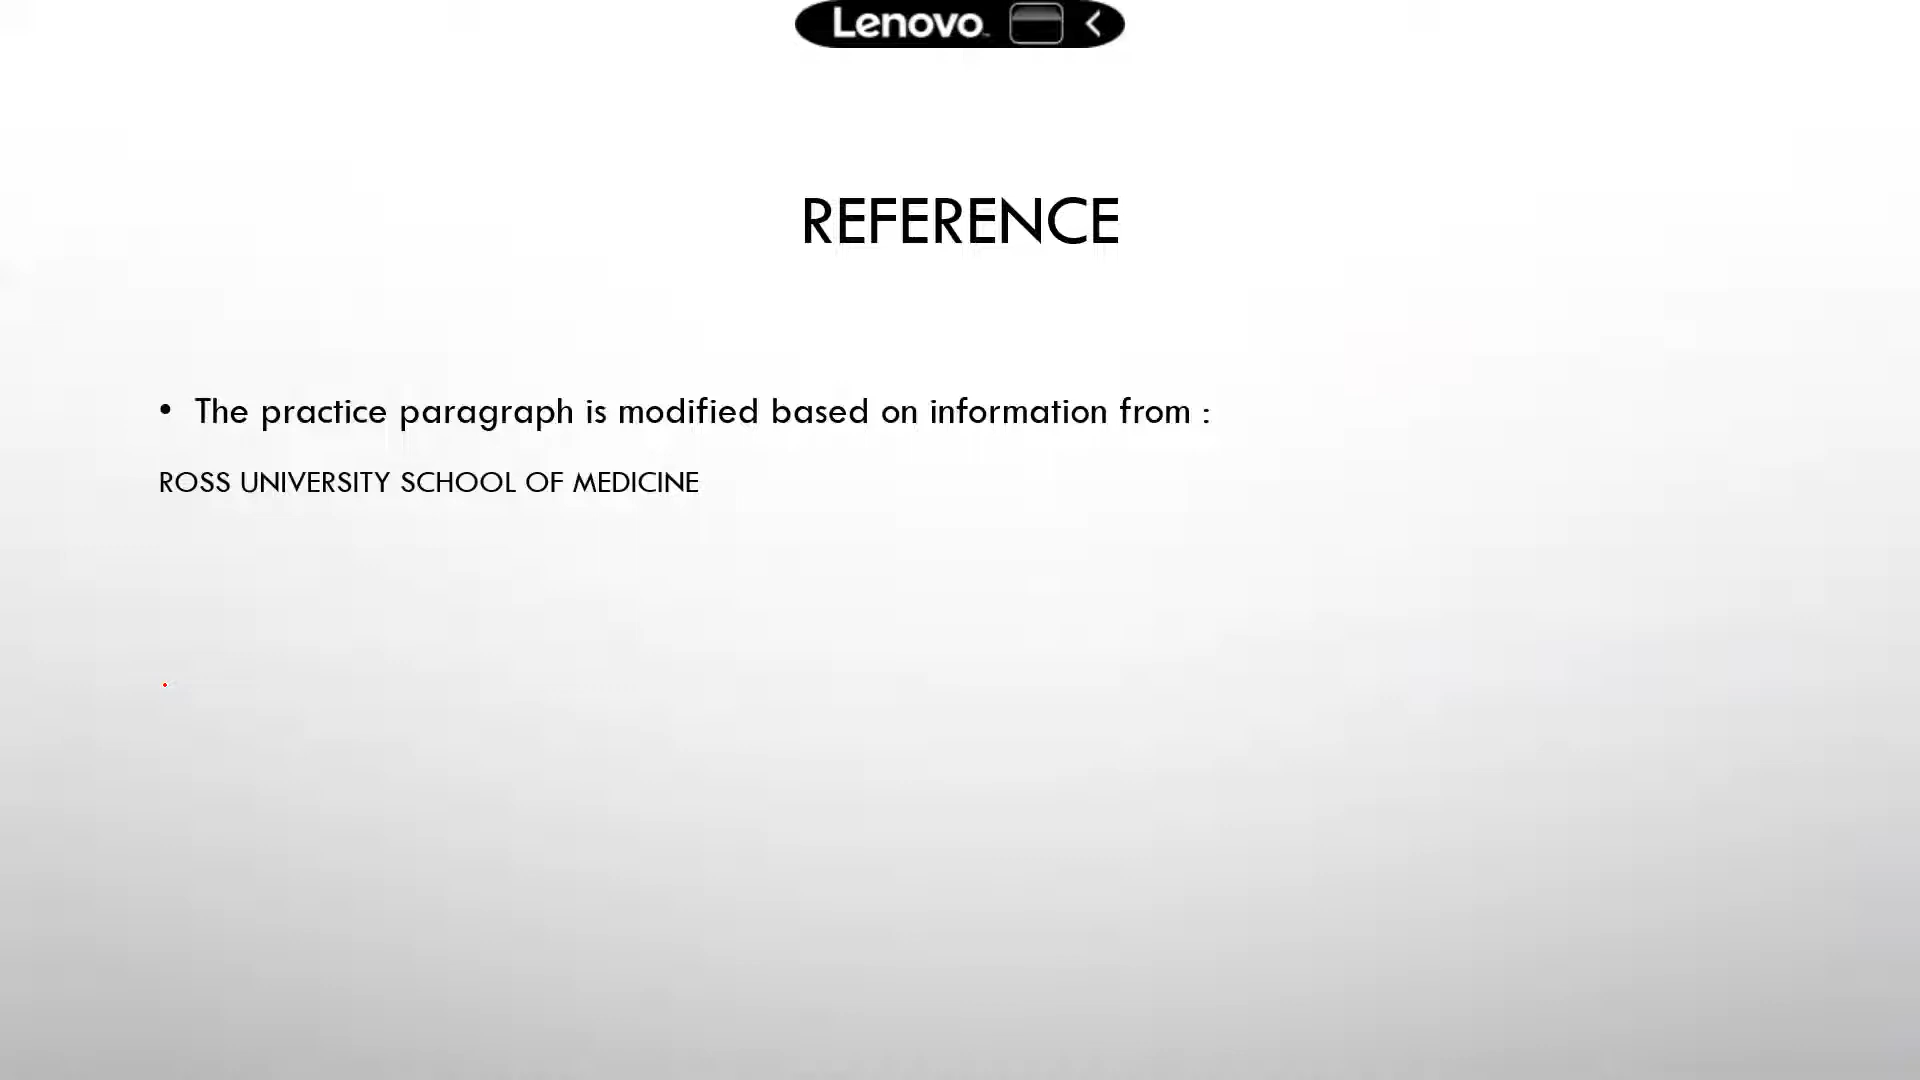 Lenovo
REFERENCE
• The practice paragraph is modified based on information from :
ROSS UNIVERSITY SCHOOL OF MEDICINE